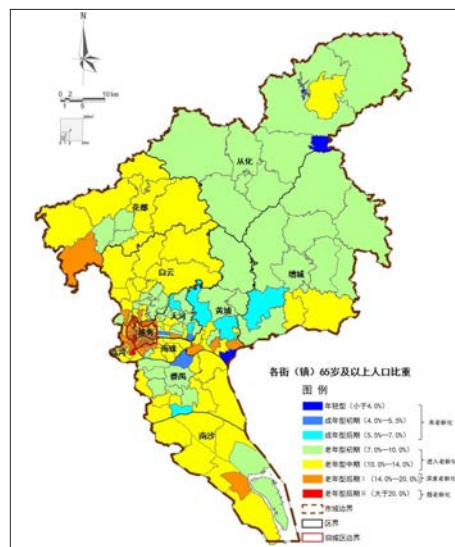 N
0 2 5 10 km
从化
花都
白云
增城
天河
黄埔
越秀
荔湾
海珠
番禺
南沙
各街（镇）65岁及以上人口比重
图 例
年轻型（小于4.0%）
成年型初期（4.0%—5.5%）
成年型后期（5.5%—7.0%）
未老龄化
老年型初期（7.0%—10.0%）
老年型中期（10.0%—14.0%）
进入老龄化
老年型后期Ⅰ（14.0%—20.0%）
深度老龄化
老年型后期Ⅱ（大于20.0%）
超老龄化
市域边界
区界
旧城区边界